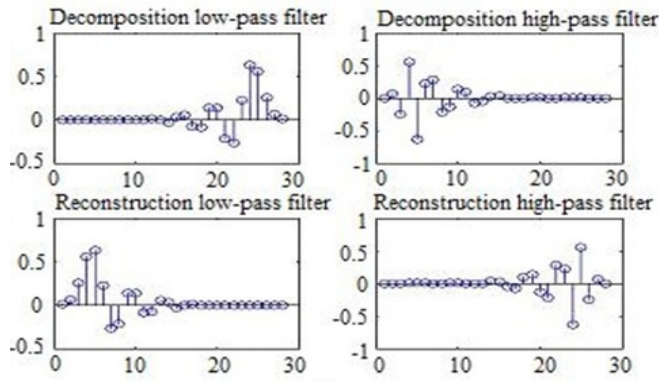 Decomposition low-pass filter
1
0.5
0
-0.5
0 10 20 30
Decomposition high-pass filter
1
0.5
0
-0.5
-1
0 10 20 30
Reconstruction low-pass filter
1
0.5
0
-0.5
0 10 20 30
Reconstruction high-pass filter
1
0.5
0
-0.5
-1
0 10 20 30